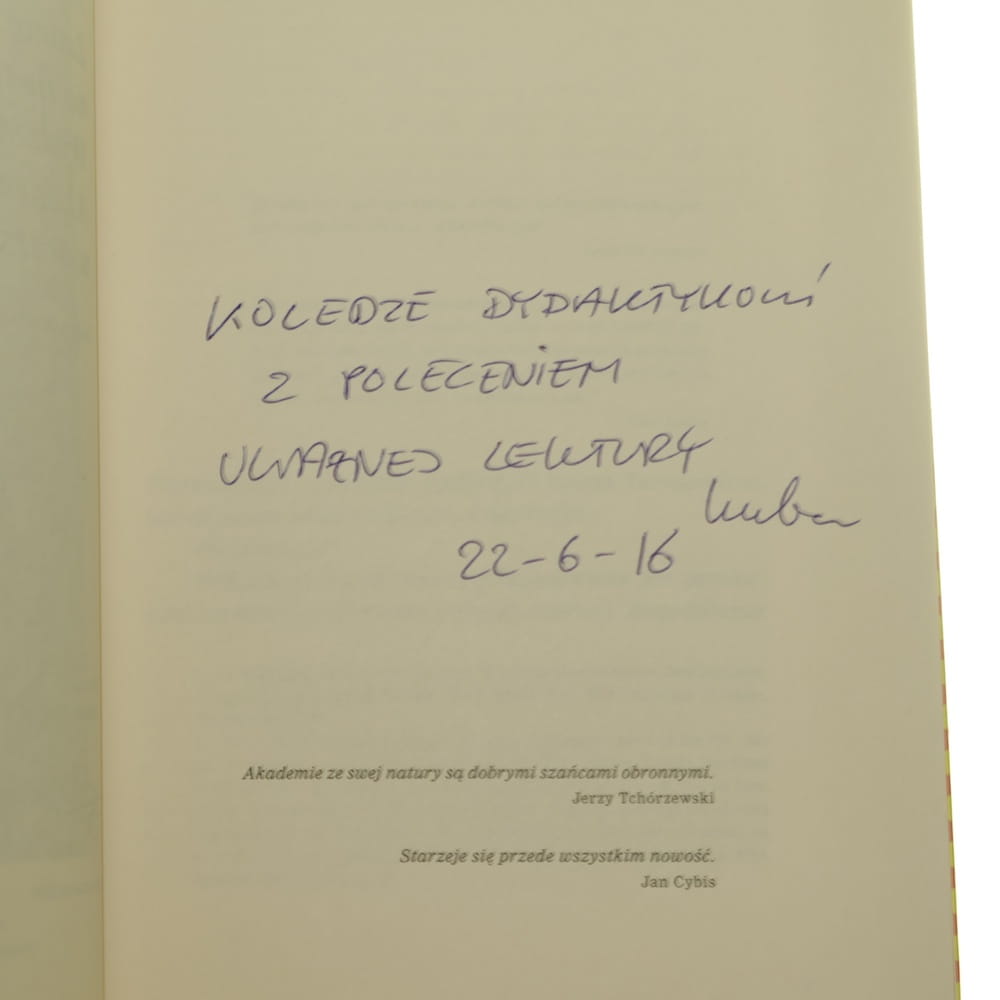 KOLEDZE DYDAKTYKOWI
Z POLECENIEM
UWAŻNEJ LEKTURY
Kuba
22-6-16
Akademie ze swej natury są dobrymi szańcami obronnymi.
Jerzy Tchórzewski
Starzeje się przede wszystkim nowość.
Jan Cybis